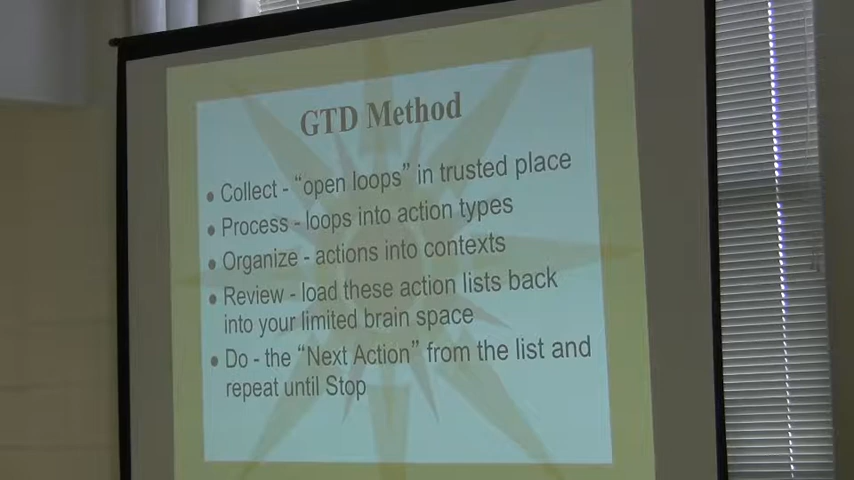 GTD Method
• Collect - “open loops” in trusted place
• Process - loops into action types
• Organize - actions into contexts
• Review - load these action lists back
into your limited brain space
• Do - the “Next Action” from the list and
repeat until Stop